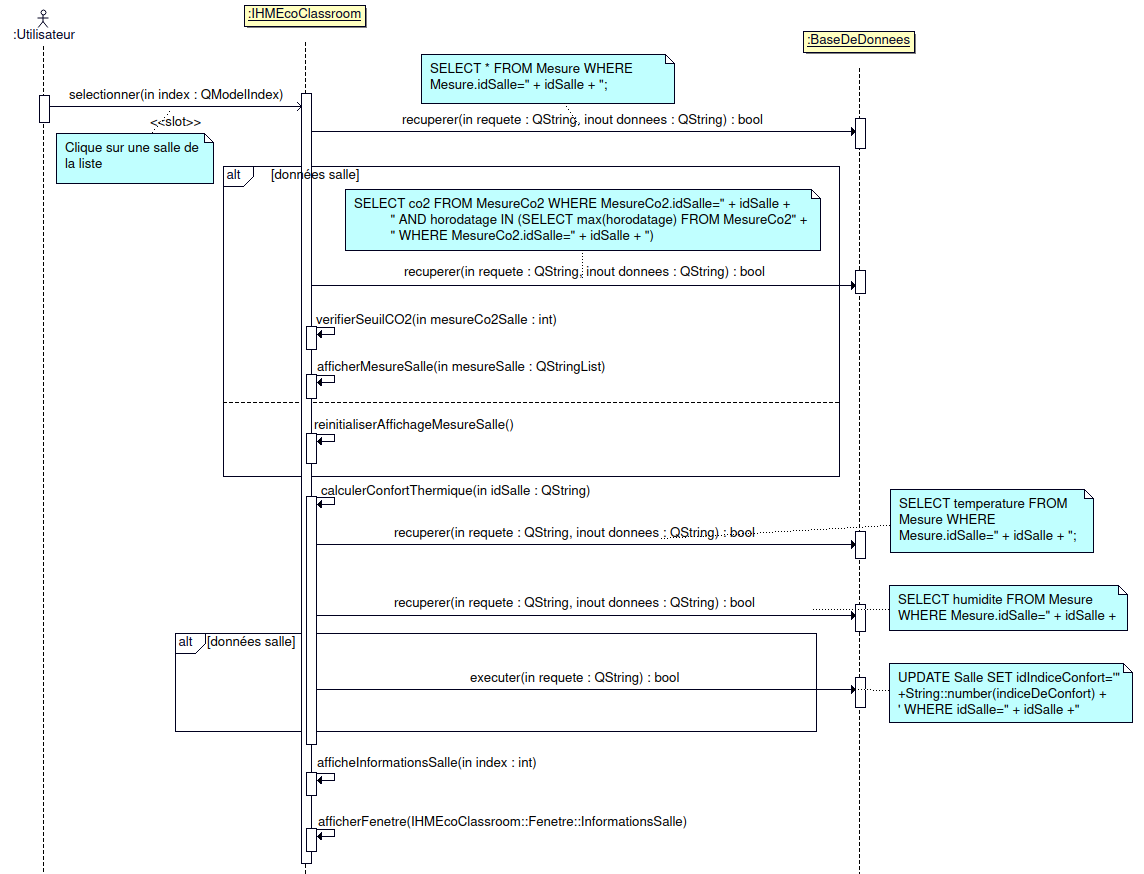 :IHMEcoClassroom
:Utilisateur
:BaseDeDonnees
SELECT * FROM Mesure WHERE
Mesure.idSalle=" + idSalle + ";
selectionner(in index : QModelIndex)
<<slot>>
recuperer(in requete : QString, inout donnees : QString) : bool
Clique sur une salle de
la liste
alt
[données salle]
SELECT co2 FROM MesureCo2 WHERE MesureCo2.idSalle=" + idSalle +
" AND horodatage IN (SELECT max(horodatage) FROM MesureCo2" +
" WHERE MesureCo2.idSalle=" + idSalle + ")
recuperer(in requete : QString, inout donnees : QString) : bool
verifierSeuilCO2(in mesureCo2Salle : int)
afficherMesureSalle(in mesureSalle : QStringList)
reinitialiserAffichageMesureSalle()
calculerConfortThermique(in idSalle : QString)
SELECT temperature FROM
Mesure WHERE
Mesure.idSalle=" + idSalle + ";
recuperer(in requete : QString, inout donnees : QString) : bool
SELECT humidite FROM Mesure
WHERE Mesure.idSalle=" + idSalle +
recuperer(in requete : QString, inout donnees : QString) : bool
alt
[données salle]
executer(in requete : QString) : bool
UPDATE Salle SET idIndiceConfort='"
+String::number(indiceDeConfort) +
' WHERE idSalle=" + idSalle +"
afficheInformationsSalle(in index : int)
afficherFenetre(IHMEcoClassroom::Fenetre::InformationsSalle)